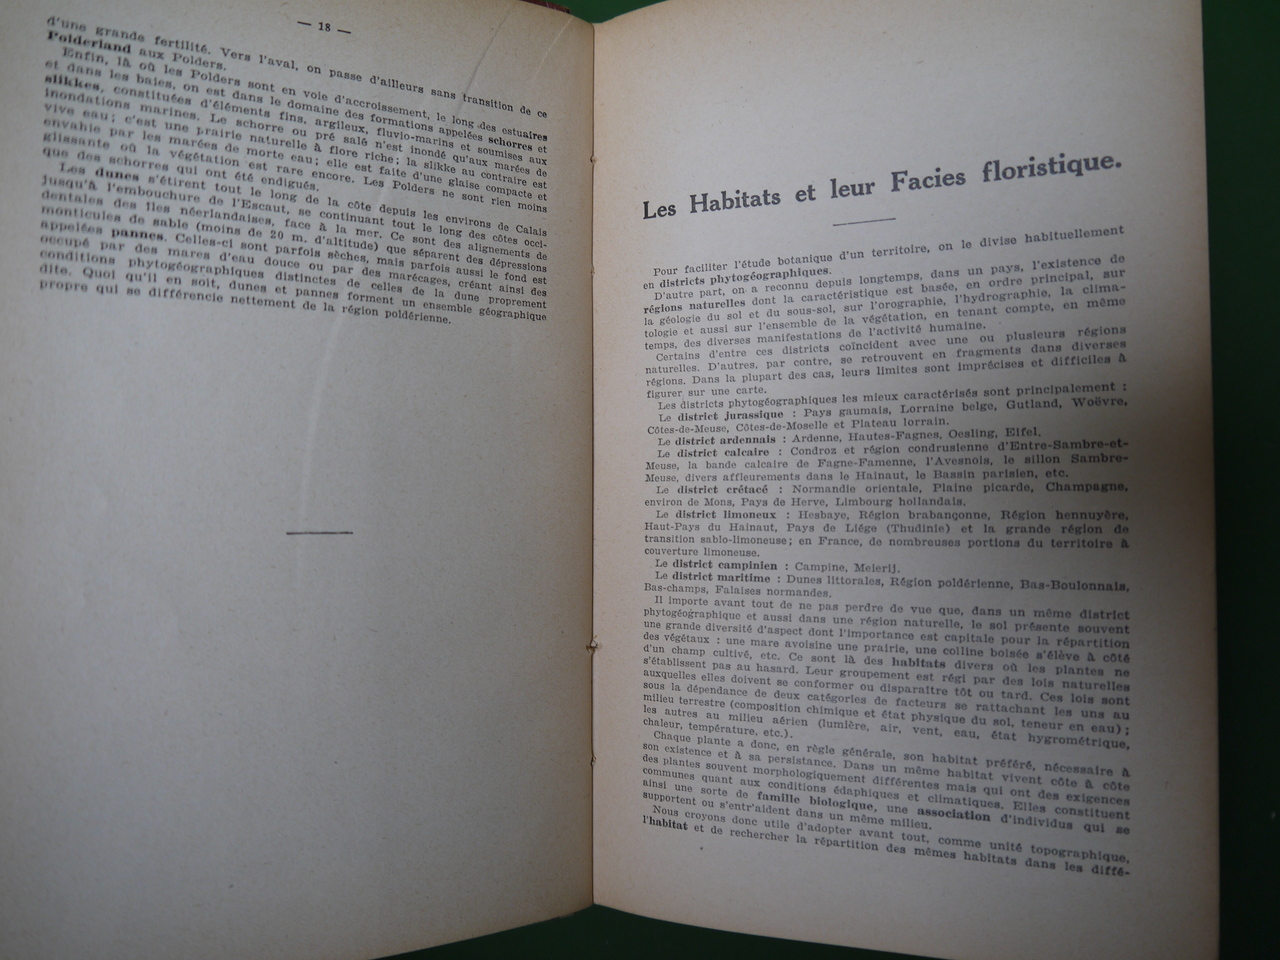 — 18 —
d'une grande fertilité. Vers l'aval, on passe d'ailleurs sans transition de ce
Polderland aux Polders.
Enfin, là où les Polders sont en voie d'accroissement, le long des estuaires
et dans les baies, on est dans le domaine des formations appelées schorres et
slikkes, constituées d'éléments fins, argileux, fluvio-marins et soumises aux
inondations marines. Le schorre ou pré salé n'est inondé qu'aux marées de
vive eau; c'est une prairie naturelle à flore riche; la slikke au contraire est
envahie par les marées de morte eau; elle est faite d'une glaise compacte et
glissante où la végétation est rare encore. Les Polders ne sont rien moins
que des schorres qui ont été endigués.
Les dunes s'étirent tout le long de la côte depuis les environs de Calais
jusqu'à l'embouchure de l'Escaut, se continuant tout le long des côtes occi-
dentales des îles néerlandaises, face à la mer. Ce sont des alignements de
monticules de sable (moins de 20 m. d'altitude) que séparent des dépressions
appelées pannes. Celles-ci sont parfois sèches, mais parfois aussi le fond est
occupé par des mares d'eau douce ou par des marécages, créant ainsi des
conditions phytogéographiques distinctes de celles de la dune proprement
dite. Quoi qu'il en soit, dunes et pannes forment un ensemble géographique
propre qui se différencie nettement de la région poldérienne.
Les Habitats et leur Facies floristique.
Pour faciliter l'étude botanique d'un territoire, on le divise habituellement
en districts phytogéographiques.
D'autre part, on a reconnu depuis longtemps, dans un pays, l'existence de
régions naturelles dont la caractéristique est basée, en ordre principal, sur
la géologie du sol et du sous-sol, sur l'orographie, l'hydrographie, la clima-
tologie et aussi sur l'ensemble de la végétation, en tenant compte, en même
temps, des diverses manifestations de l'activité humaine.
Certains d'entre ces districts coïncident avec une ou plusieurs régions
naturelles. D'autres, par contre, se retrouvent en fragments dans diverses
régions. Dans la plupart des cas, leurs limites sont imprécises et difficiles à
figurer sur une carte.
Les districts phytogéographiques les mieux caractérisés sont principalement :
Le district jurassique : Pays gaumais, Lorraine belge, Gutland, Woëvre,
Côtes-de-Meuse, Côtes-de-Moselle et Plateau lorrain.
Le district ardennais : Ardenne, Hautes-Fagnes, Oesling, Eifel.
Le district calcaire : Condroz et région condrusienne d'Entre-Sambre-et-
Meuse, la bande calcaire de Fagne-Famenne, l'Avesnois, le sillon Sambre-
Meuse, divers affleurements dans le Hainaut, le Bassin parisien, etc.
Le district crétacé : Normandie orientale, Plaine picarde, Champagne,
environ de Mons, Pays de Herve, Limbourg hollandais.
Le district limoneux : Hesbaye, Région brabançonne, Région hennuyère,
Haut-Pays du Hainaut, Pays de Liége (Thudinie) et la grande région de
transition sablo-limoneuse; en France, de nombreuses portions du territoire à
couverture limoneuse.
Le district campinien : Campine, Meierij.
Le district maritime : Dunes littorales, Région poldérienne, Bas-Boulonnais,
Bas-champs, Falaises normandes.
Il importe avant tout de ne pas perdre de vue que, dans un même district
phytogéographique et aussi dans une région naturelle, le sol présente souvent
une grande diversité d'aspect dont l'importance est capitale pour la répartition
des végétaux : une mare avoisine une prairie, une colline boisée s'élève à côté
d'un champ cultivé, etc. Ce sont là des habitats divers où les plantes ne
s'établissent pas au hasard. Leur groupement est régi par des lois naturelles
auxquelles elles doivent se conformer ou disparaître tôt ou tard. Ces lois sont
sous la dépendance de deux catégories de facteurs se rattachant les uns au
milieu terrestre (composition chimique et état physique du sol, teneur en eau);
les autres au milieu aérien (lumière, air, vent, eau, état hygrométrique,
chaleur, température, etc.).
Chaque plante a donc, en règle générale, son habitat préféré, nécessaire à
son existence et à sa persistance. Dans un même habitat vivent côte à côte
des plantes souvent morphologiquement différentes mais qui ont des exigences
communes quant aux conditions édaphiques et climatiques. Elles constituent
ainsi une sorte de famille biologique, une association d'individus qui se
supportent ou s'entr'aident dans un même milieu.
Nous croyons donc utile d'adopter avant tout, comme unité topographique,
l'habitat et de rechercher la répartition des mêmes habitats dans les diffé-